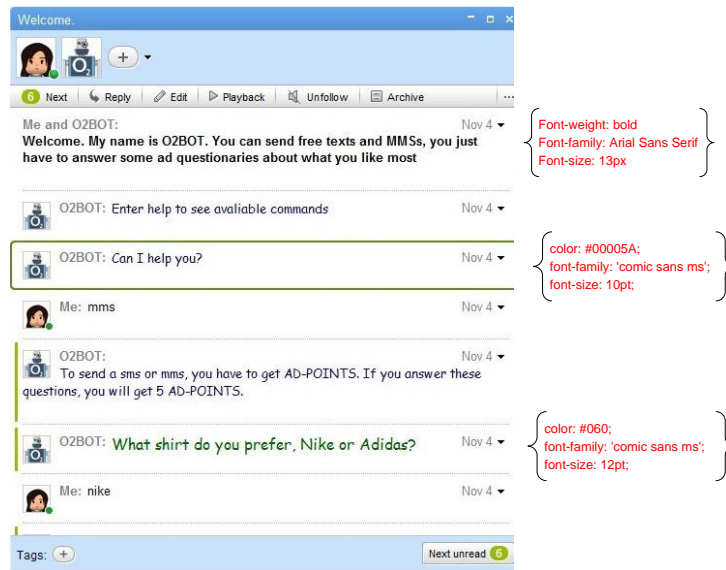 Welcome.
6 Next Reply Edit Playback Unfollow Archive ...
Me and O2BOT: Nov 4
Welcome. My name is O2BOT. You can send free texts and MMSs, you just
have to answer some ad questionaries about what you like most
O2BOT: Enter help to see avaliable commands Nov 4
O2BOT: Can I help you? Nov 4
Me: mms Nov 4
O2BOT: Nov 4
To send a sms or mms, you have to get AD-POINTS. If you answer these
questions, you will get 5 AD-POINTS.
O2BOT: What shirt do you prefer, Nike or Adidas? Nov 4
Me: nike Nov 4
Tags: + Next unread 6
Font-weight: bold
Font-family: Arial Sans Serif
Font-size: 13px
color: #00005A;
font-family: 'comic sans ms';
font-size: 10pt;
color: #060;
font-family: 'comic sans ms';
font-size: 12pt;